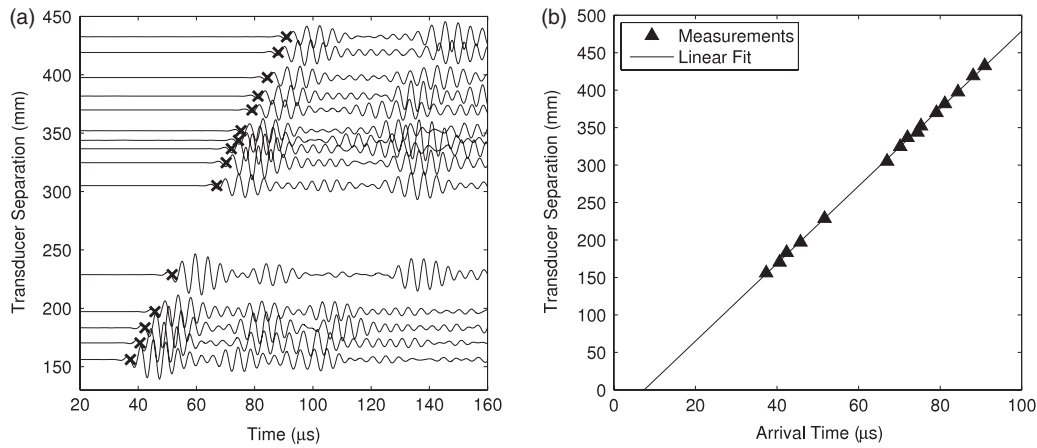 (a)
450
400
350
300
250
200
150
Transducer Separation (mm)
20 40 60 80 100 120 140 160
Time (μs)
(b)
500
450
400
350
300
250
200
150
100
50
0
Transducer Separation (mm)
Measurements
Linear Fit
0 20 40 60 80 100
Arrival Time (μs)